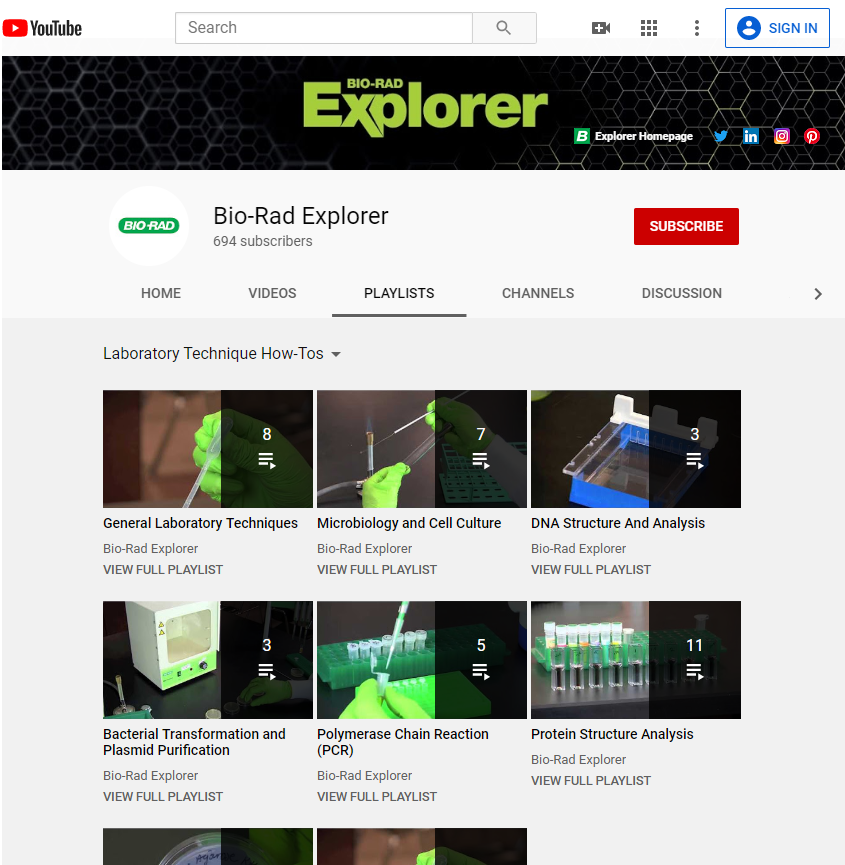 YouTube
Search
SIGN IN
BIO-RAD
Explorer
B Explorer Homepage
BIO-RAD
Bio-Rad Explorer
694 subscribers
SUBSCRIBE
HOME VIDEOS PLAYLISTS CHANNELS DISCUSSION
Laboratory Technique How-Tos
8 7 3
General Laboratory Techniques Microbiology and Cell Culture DNA Structure And Analysis
Bio-Rad Explorer Bio-Rad Explorer Bio-Rad Explorer
VIEW FULL PLAYLIST VIEW FULL PLAYLIST VIEW FULL PLAYLIST
3 5 11
Bacterial Transformation and
Plasmid Purification
Bio-Rad Explorer
VIEW FULL PLAYLIST
Polymerase Chain Reaction
(PCR)
Bio-Rad Explorer
VIEW FULL PLAYLIST
Protein Structure Analysis
Bio-Rad Explorer
VIEW FULL PLAYLIST